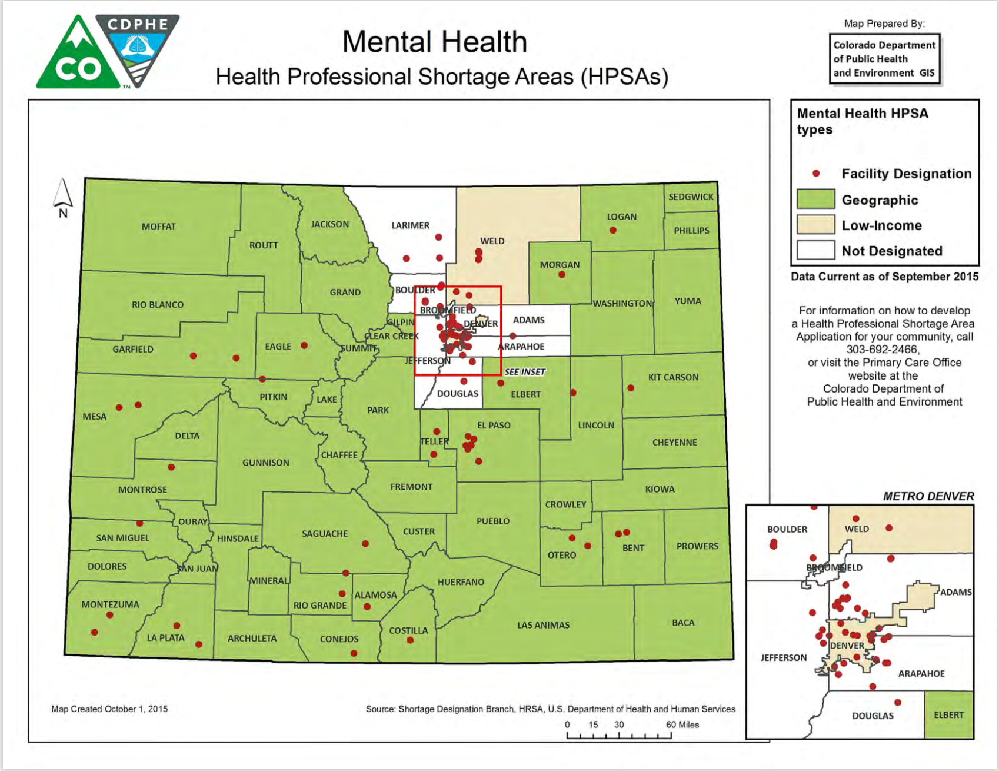 CDPHE
CO
TM
Mental Health
Health Professional Shortage Areas (HPSAs)
Map Prepared By:
Colorado Department
of Public Health
and Environment GIS
Mental Health HPSA
types
Facility Designation
Geographic
Low-Income
Not Designated
Data Current as of September 2015
For information on how to develop
a Health Professional Shortage Area
Application for your community, call
303-692-2466,
or visit the Primary Care Office
website at the
Colorado Department of
Public Health and Environment
N
MOFFAT
ROUTT
JACKSON
LARIMER
WELD
LOGAN
SEDGWICK
PHILLIPS
MORGAN
RIO BLANCO
GRAND
BOULDER
BROOMFIELD
WASHINGTON
YUMA
GILPIN
DENVER
ADAMS
CLEAR CREEK
GARFIELD
EAGLE
SUMMIT
ARAPAHOE
JEFFERSON
SEE INSET
KIT CARSON
PITKIN
LAKE
DOUGLAS
ELBERT
MESA
PARK
EL PASO
LINCOLN
DELTA
TELLER
CHEYENNE
GUNNISON
CHAFFEE
MONTROSE
FREMONT
KIOWA
CROWLEY
OURAY
PUEBLO
SAN MIGUEL
HINSDALE
SAGUACHE
CUSTER
OTERO
BENT
PROWERS
DOLORES
SAN JUAN
MINERAL
HUERFANO
MONTEZUMA
RIO GRANDE
ALAMOSA
LA PLATA
ARCHULETA
CONEJOS
COSTILLA
LAS ANIMAS
BACA
METRO DENVER
BOULDER
WELD
BROOMFIELD
ADAMS
DENVER
JEFFERSON
ARAPAHOE
DOUGLAS
ELBERT
Map Created October 1, 2015
Source: Shortage Designation Branch, HRSA, U.S. Department of Health and Human Services
0 15 30 60 Miles